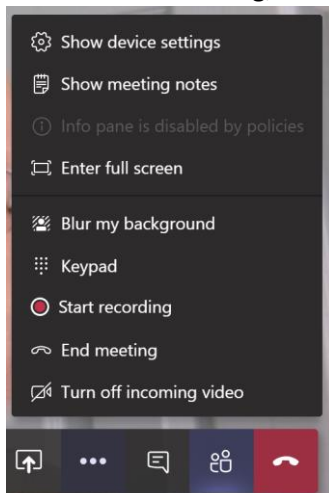 Show device settings
Show meeting notes
Info pane is disabled by policies
Enter full screen
Blur my background
Keypad
Start recording
End meeting
Turn off incoming video